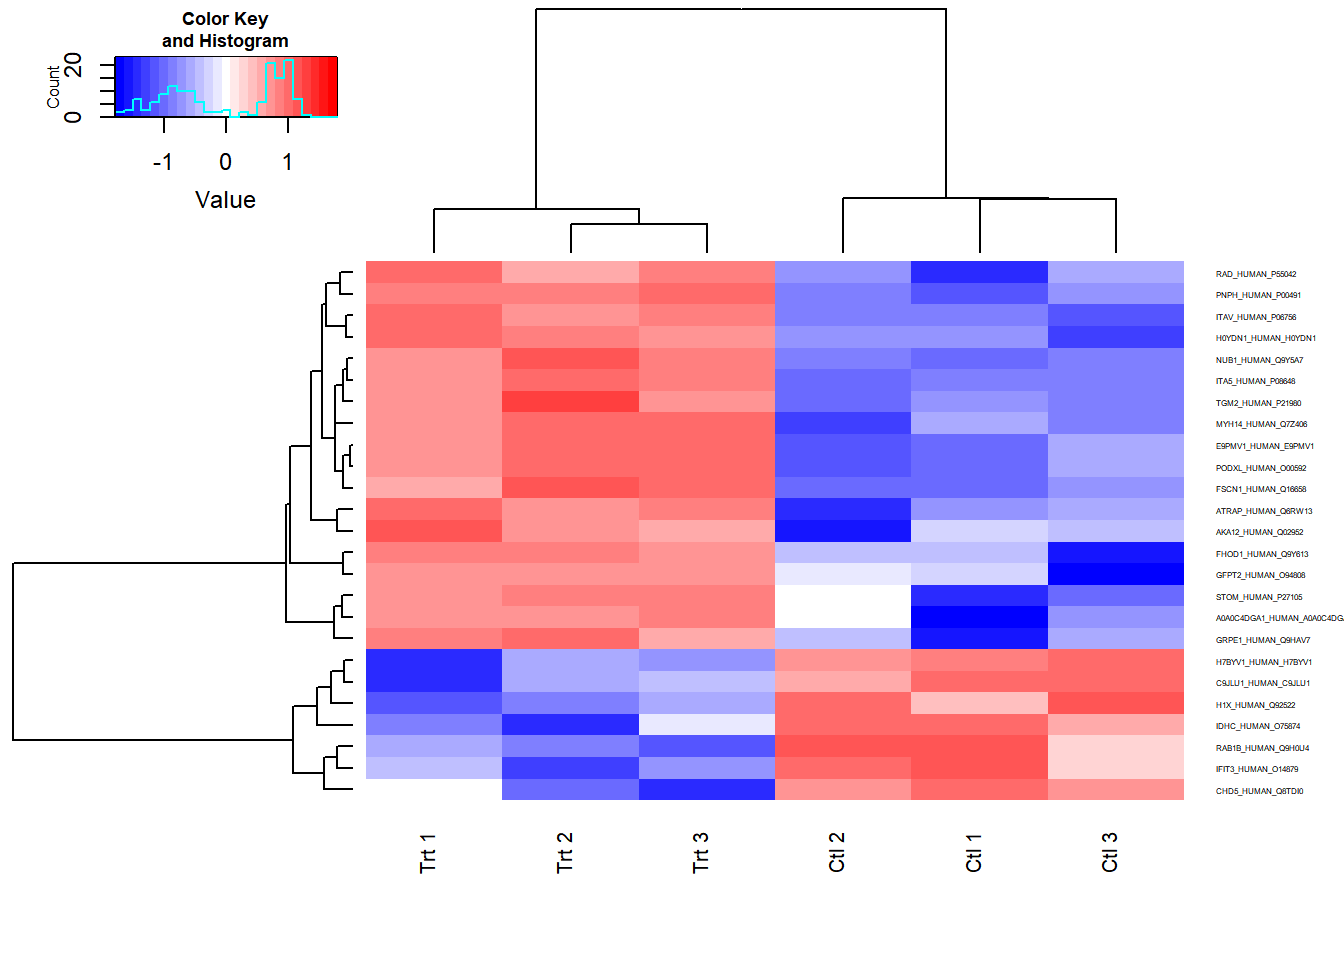 Color Key
and Histogram
Count
0 20
-1 0 1
Value
RAD_HUMAN_P55042
PNPH_HUMAN_P00491
ITAV_HUMAN_P06756
H0YDN1_HUMAN_H0YDN1
NUB1_HUMAN_Q9Y5A7
ITA5_HUMAN_P08648
TGM2_HUMAN_P21980
MYH14_HUMAN_Q7Z406
E9PMV1_HUMAN_E9PMV1
PODXL_HUMAN_O00592
FSCN1_HUMAN_Q16658
ATRAP_HUMAN_Q6RW13
AKA12_HUMAN_Q02952
FHOD1_HUMAN_Q9Y613
GFPT2_HUMAN_O94808
STOM_HUMAN_P27105
A0A0C4DGA1_HUMAN_A0A0C4DG
GRPE1_HUMAN_Q9HAV7
H7BYV1_HUMAN_H7BYV1
C9JLU1_HUMAN_C9JLU1
H1X_HUMAN_Q92522
IDHC_HUMAN_O75874
RAB1B_HUMAN_Q9H0U4
IFIT3_HUMAN_O14879
CHD5_HUMAN_Q8TDI0
Trt 1 Trt 2 Trt 3 Ctl 2 Ctl 1 Ctl 3